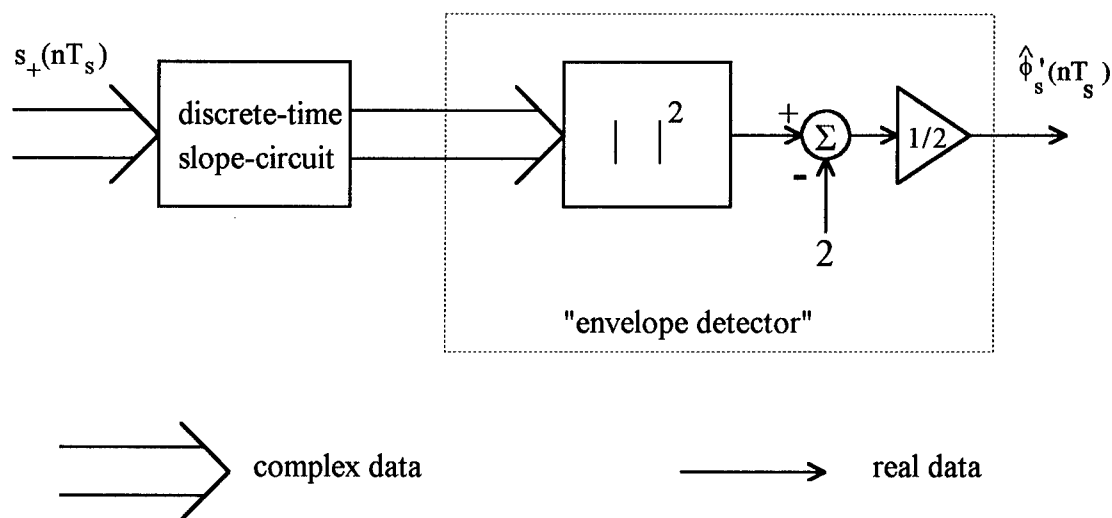 s₊(nTₛ)
discrete-time
slope-circuit
| |²
+
Σ
-
2
1/2
ϕ̂ₛ'(nTₛ)
"envelope detector"
complex data
real data